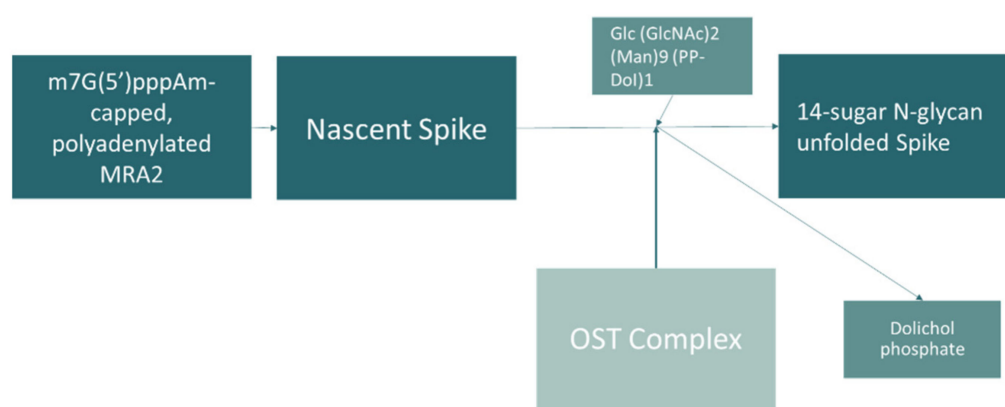 m7G(5’)pppAm-
capped,
polyadenylated
MRA2
Nascent Spike
Glc (GlcNAc)2
(Man)9 (PP-
Dol)1
14-sugar N-glycan
unfolded Spike
OST Complex
Dolichol
phosphate